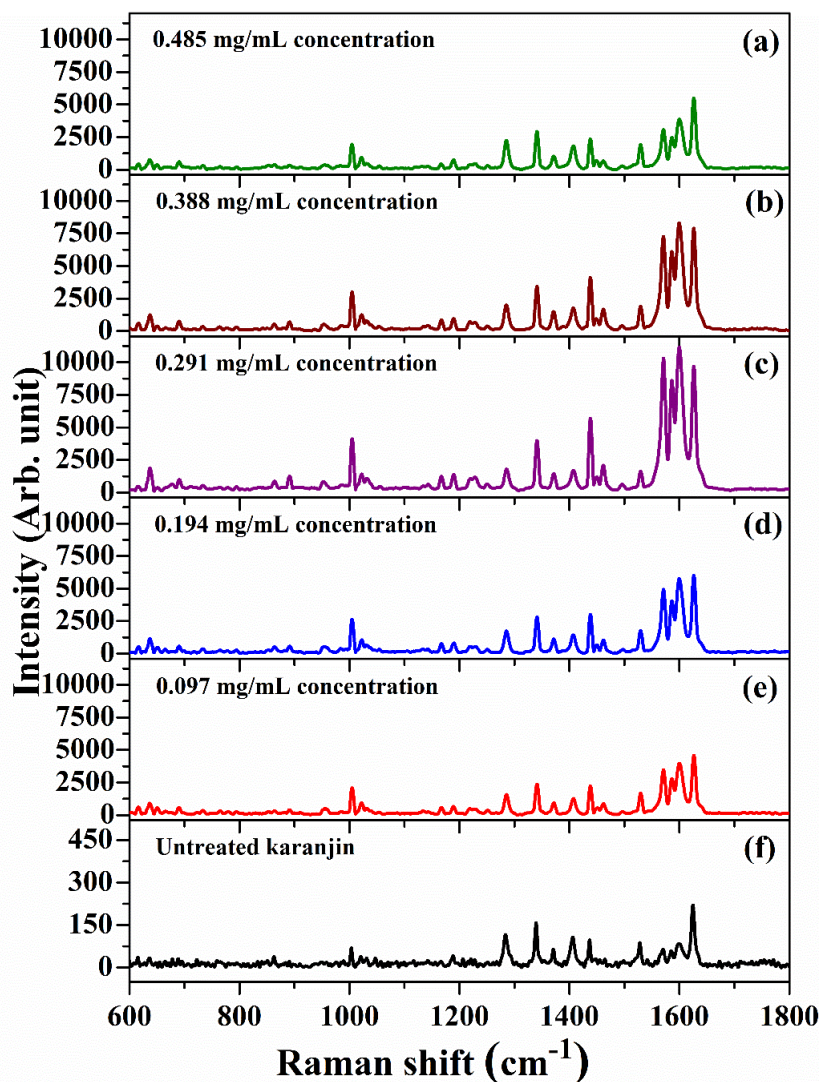 Intensity (Arb. unit)
10000
7500
5000
2500
0
0.485 mg/mL concentration
(a)
10000
7500
5000
2500
0
0.388 mg/mL concentration
(b)
10000
7500
5000
2500
0
0.291 mg/mL concentration
(c)
10000
7500
5000
2500
0
0.194 mg/mL concentration
(d)
10000
7500
5000
2500
0
0.097 mg/mL concentration
(e)
450
300
150
0
Untreated karanjin
(f)
600 800 1000 1200 1400 1600 1800
Raman shift (cm⁻¹)